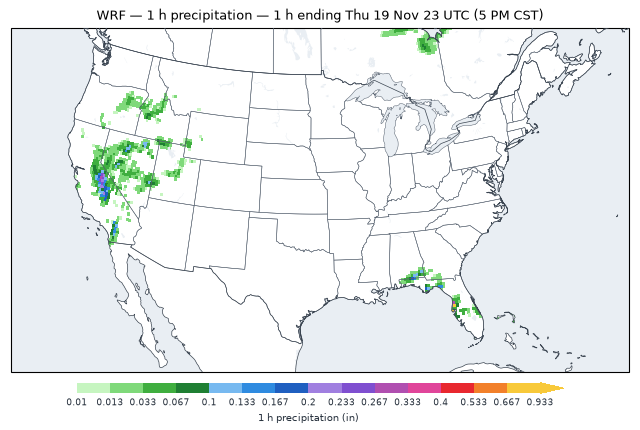 WRF — 1 h precipitation — 1 h ending Thu 19 Nov 23 UTC (5 PM CST)
0.01 0.013 0.033 0.067 0.1 0.133 0.167 0.2 0.233 0.267 0.333 0.4 0.533 0.667 0.933
1 h precipitation (in)